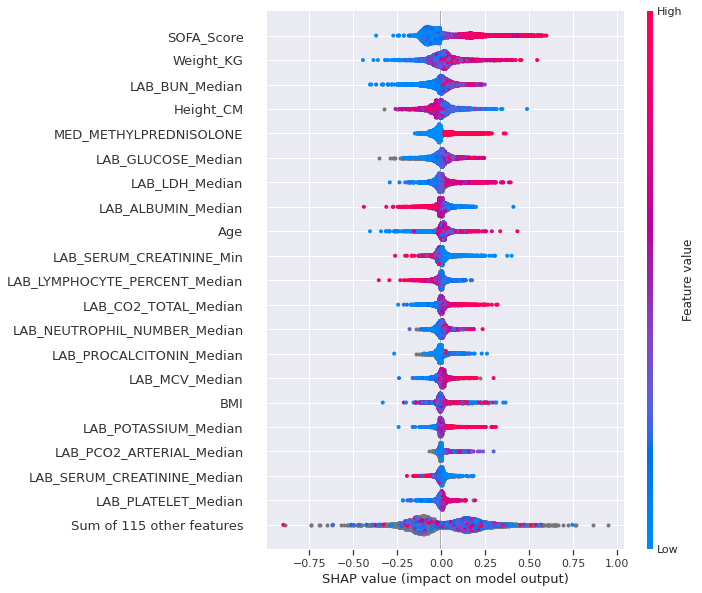 High
SOFA_Score
Weight_KG
LAB_BUN_Median
Height_CM
MED_METHYLPREDNISOLONE
LAB_GLUCOSE_Median
LAB_LDH_Median
LAB_ALBUMIN_Median
Age
LAB_SERUM_CREATININE_Min
LAB_LYMPHOCYTE_PERCENT_Median
LAB_CO2_TOTAL_Median
LAB_NEUTROPHIL_NUMBER_Median
LAB_PROCALCITONIN_Median
LAB_MCV_Median
BMI
LAB_POTASSIUM_Median
LAB_PCO2_ARTERIAL_Median
LAB_SERUM_CREATININE_Median
LAB_PLATELET_Median
Sum of 115 other features
Feature value
Low
−0.75 −0.50 −0.25 0.00 0.25 0.50 0.75 1.00
SHAP value (impact on model output)